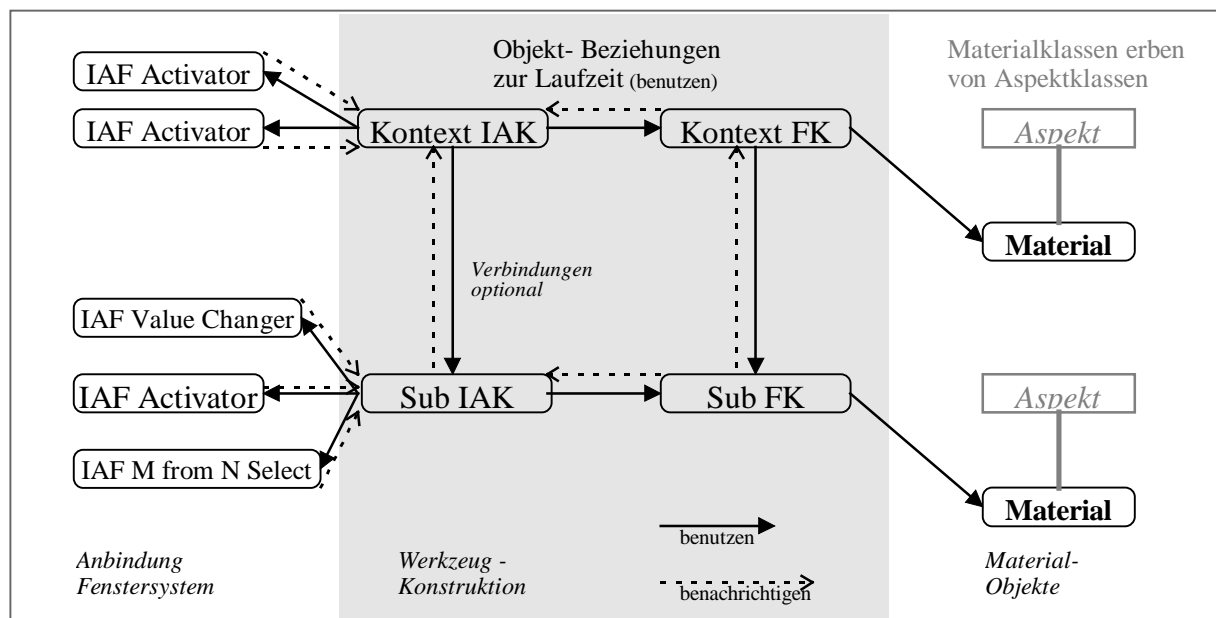 Objekt- Beziehungen
zur Laufzeit (benutzen)
Materialklassen erben
von Aspektklassen
IAF Activator
IAF Activator
Kontext IAK
Kontext FK
Aspekt
Material
Verbindungen
optional
IAF Value Changer
IAF Activator
Sub IAK
Sub FK
Aspekt
IAF M from N Select
Material
benutzen
benachrichtigen
Anbindung
Fenstersystem
Werkzeug -
Konstruktion
Material-
Objekte